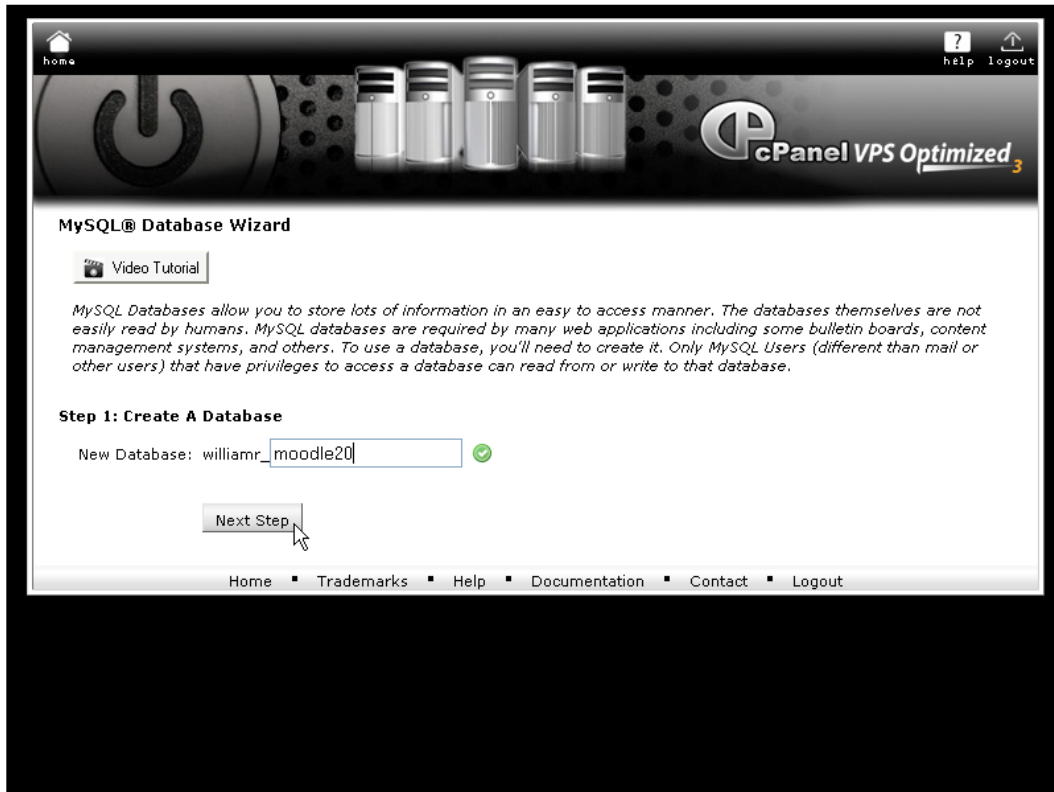 home
help logout
cPanel VPS Optimized 3
MySQL® Database Wizard
Video Tutorial
MySQL Databases allow you to store lots of information in an easy to access manner. The databases themselves are not
easily read by humans. MySQL databases are required by many web applications including some bulletin boards, content
management systems, and others. To use a database, you'll need to create it. Only MySQL Users (different than mail or
other users) that have privileges to access a database can read from or write to that database.
Step 1: Create A Database
New Database: williamr_moodle20
Next Step
Home ▪ Trademarks ▪ Help ▪ Documentation ▪ Contact ▪ Logout